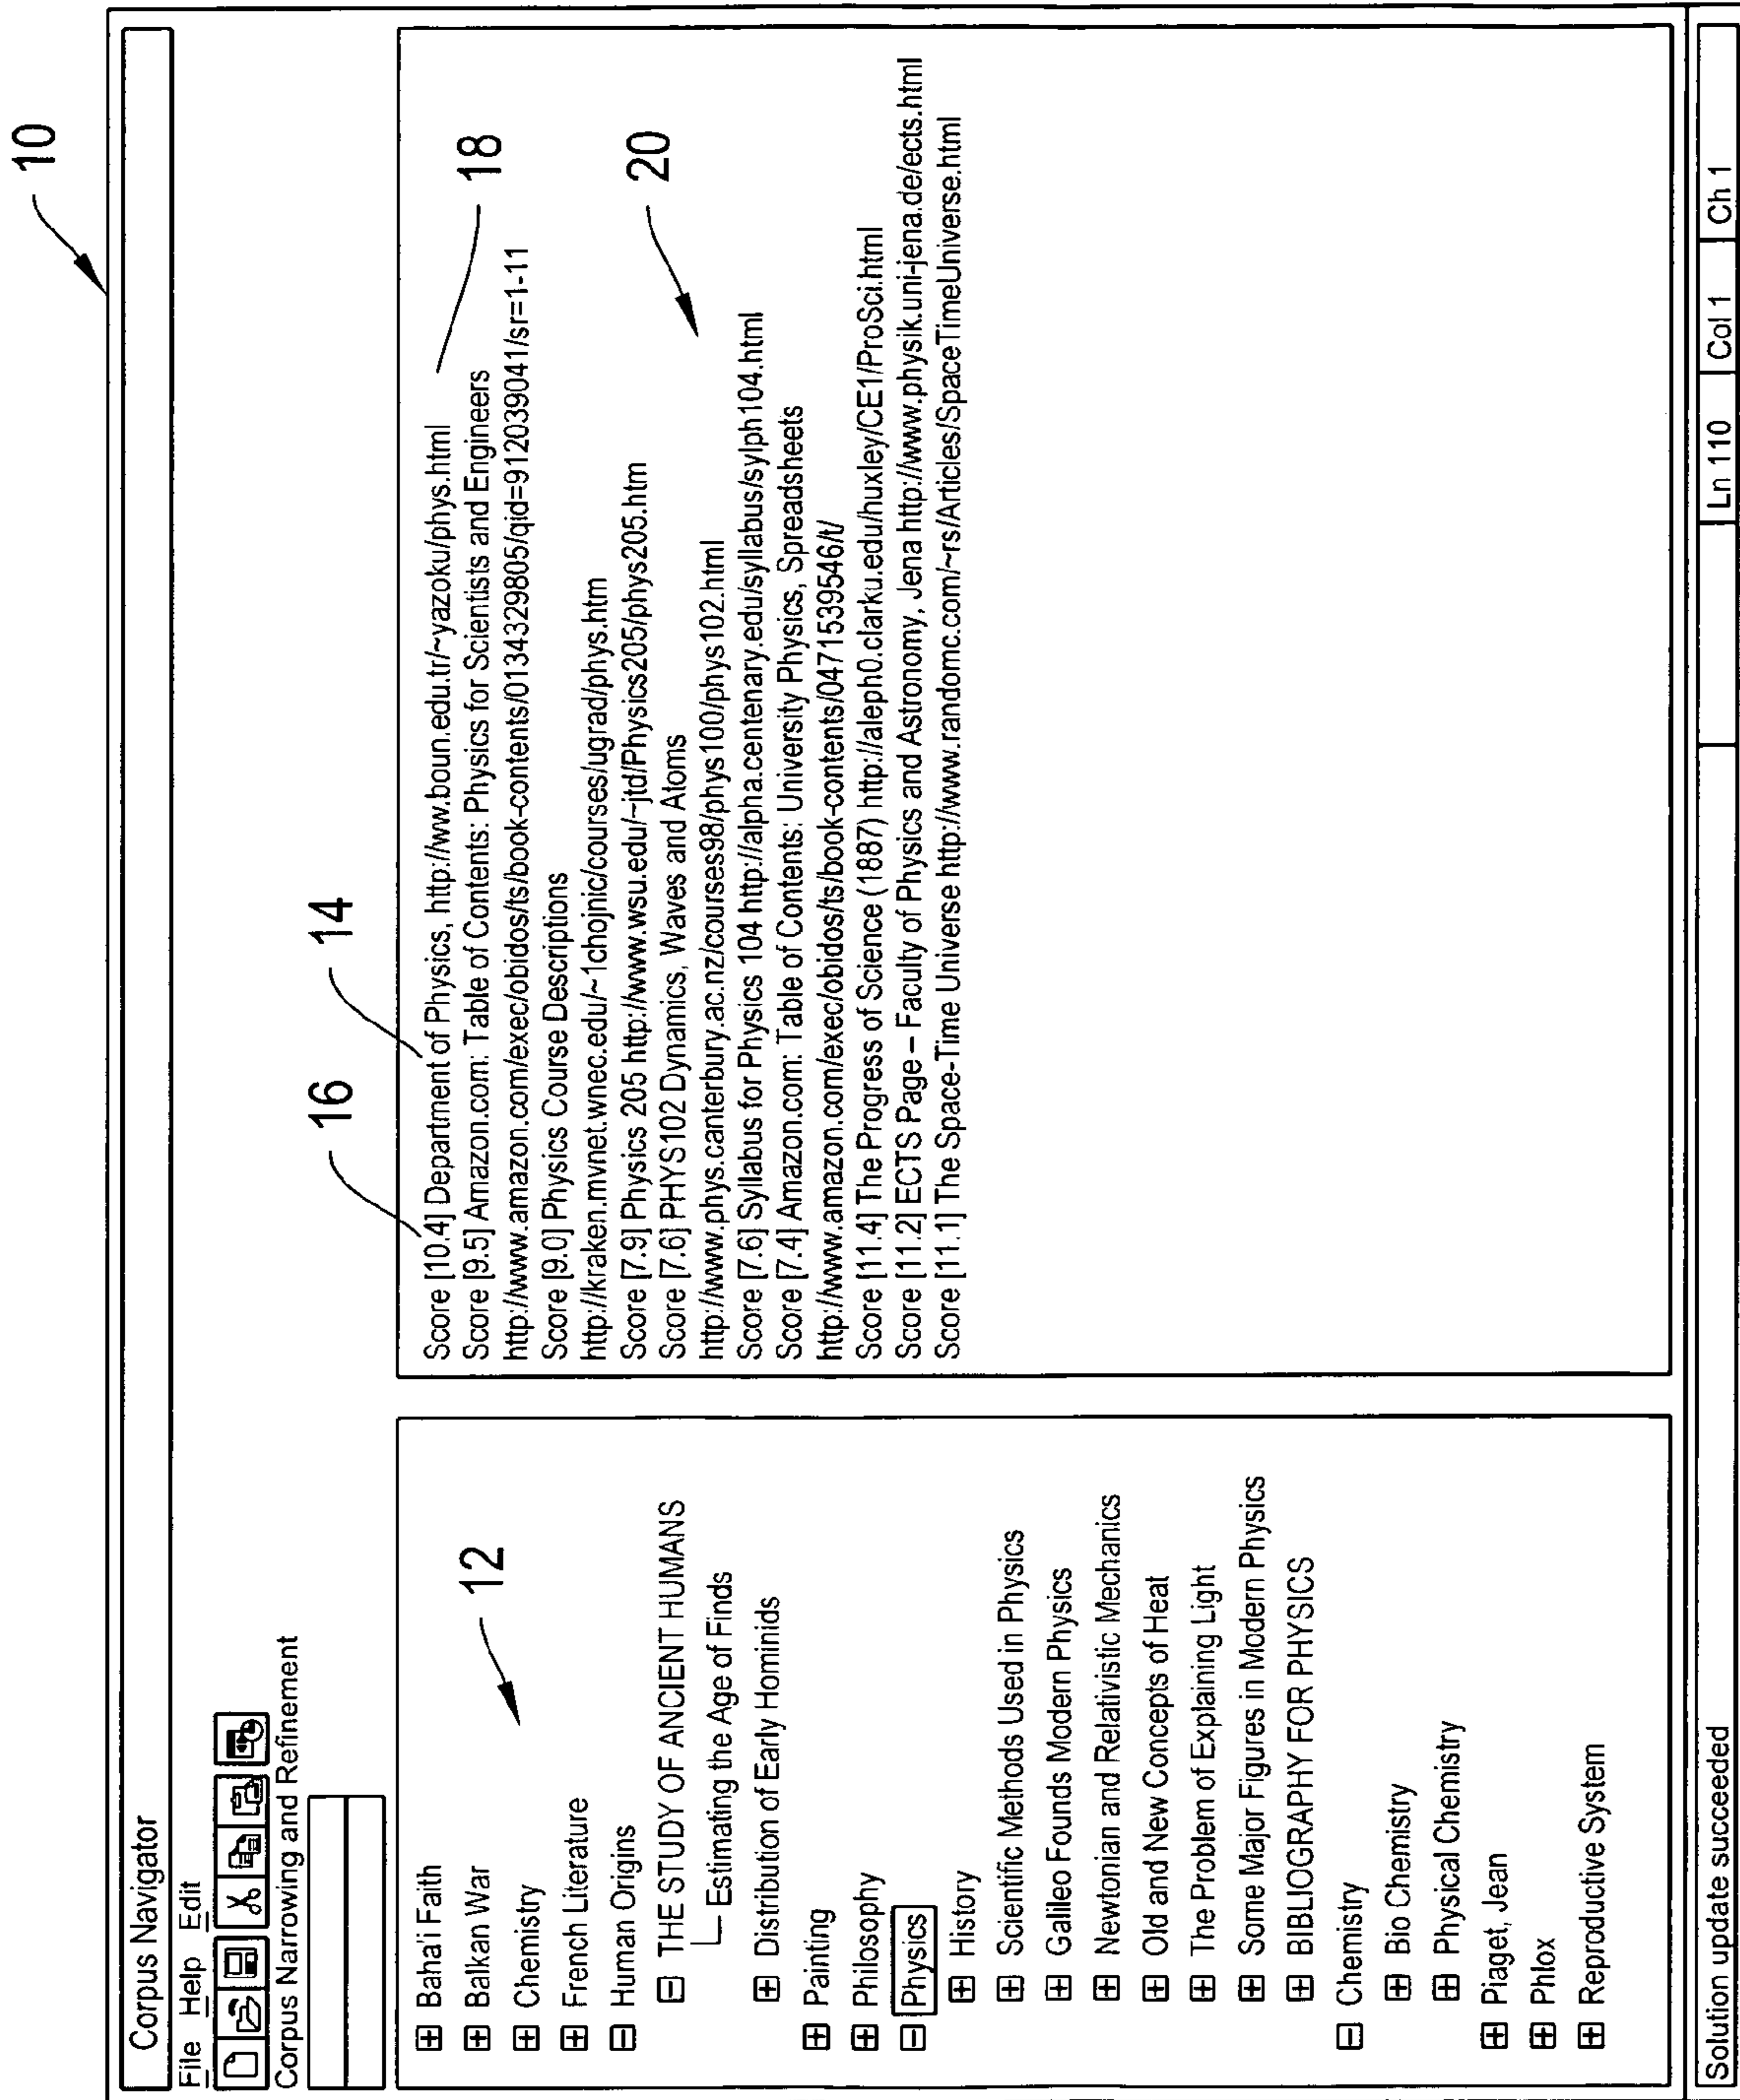 10
Corpus Navigator
File Help Edit
Corpus Narrowing and Refinement
12
Baha'i Faith
Balkan War
Chemistry
French Literature
Human Origins
THE STUDY OF ANCIENT HUMANS
Estimating the Age of Finds
Distribution of Early Hominids
Painting
Philosophy
Physics
History
Scientific Methods Used in Physics
Galileo Founds Modern Physics
Newtonian and Relativistic Mechanics
Old and New Concepts of Heat
The Problem of Explaining Light
Some Major Figures in Modern Physics
BIBLIOGRAPHY FOR PHYSICS
Chemistry
Bio Chemistry
Physical Chemistry
Piaget, Jean
Phlox
Reproductive System
16
14
18
20
Score [10.4] Department of Physics, http://ww.boun.edu.tr/~yazoku/phys.html
Score [9.5] Amazon.com: Table of Contents: Physics for Scientists and Engineers
http://www.amazon.com/exec/obidos/ts/book-contents/0134329805/qid=912039041/sr=1-11
Score [9.0] Physics Course Descriptions
http://kraken.mvnet.wnec.edu/~1chojnic/courses/ugrad/phys.htm
Score [7.9] Physics 205 http://www.wsu.edu/~jtd/Physics205/phys205.htm
Score [7.6] PHYS102 Dynamics, Waves and Atoms
http://www.phys.canterbury.ac.nz/courses98/phys100/phys102.html
Score [7.6] Syllabus for Physics 104 http://alpha.centenary.edu/syllabus/sylph104.html
Score [7.4] Amazon.com: Table of Contents: University Physics, Spreadsheets
http://www.amazon.com/exec/obidos/ts/book-contents/0471539546/t/
Score [11.4] The Progress of Science (1887) http://aleph0.clarku.edu/huxley/CE1/ProSci.html
Score [11.2] ECTS Page – Faculty of Physics and Astronomy, Jena http://www.physik.uni-jena.de/ects.html
Score [11.1] The Space-Time Universe http://www.randomc.com/~rs/Articles/SpaceTimeUniverse.html
Solution update succeeded Ln 110 Col 1 Ch 1